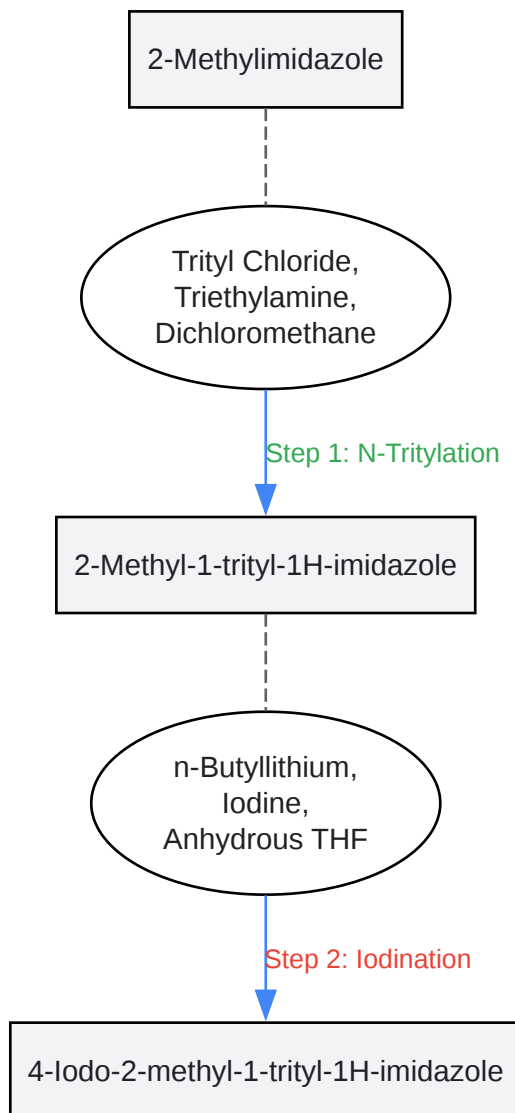 2-Methylimidazole
Trityl Chloride,
Triethylamine,
Dichloromethane
Step 1: N-Tritylation
2-Methyl-1-trityl-1H-imidazole
n-Butyllithium,
Iodine,
Anhydrous THF
Step 2: Iodination
4-Iodo-2-methyl-1-trityl-1H-imidazole